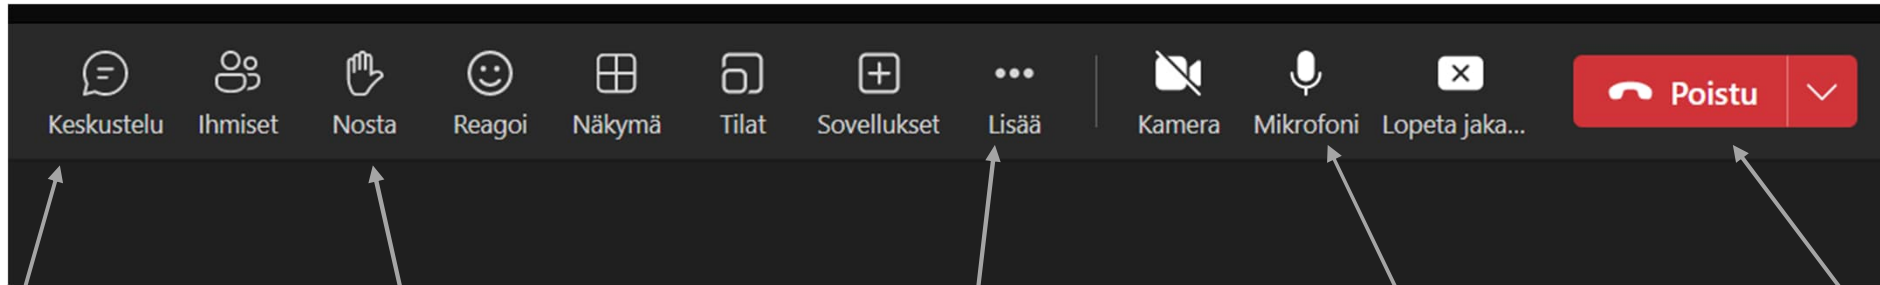 Keskustelu Ihmiset Nosta Reagoi Näkymä Tilat Sovellukset Lisää Kamera Mikrofoni Lopeta jaka... Poistu